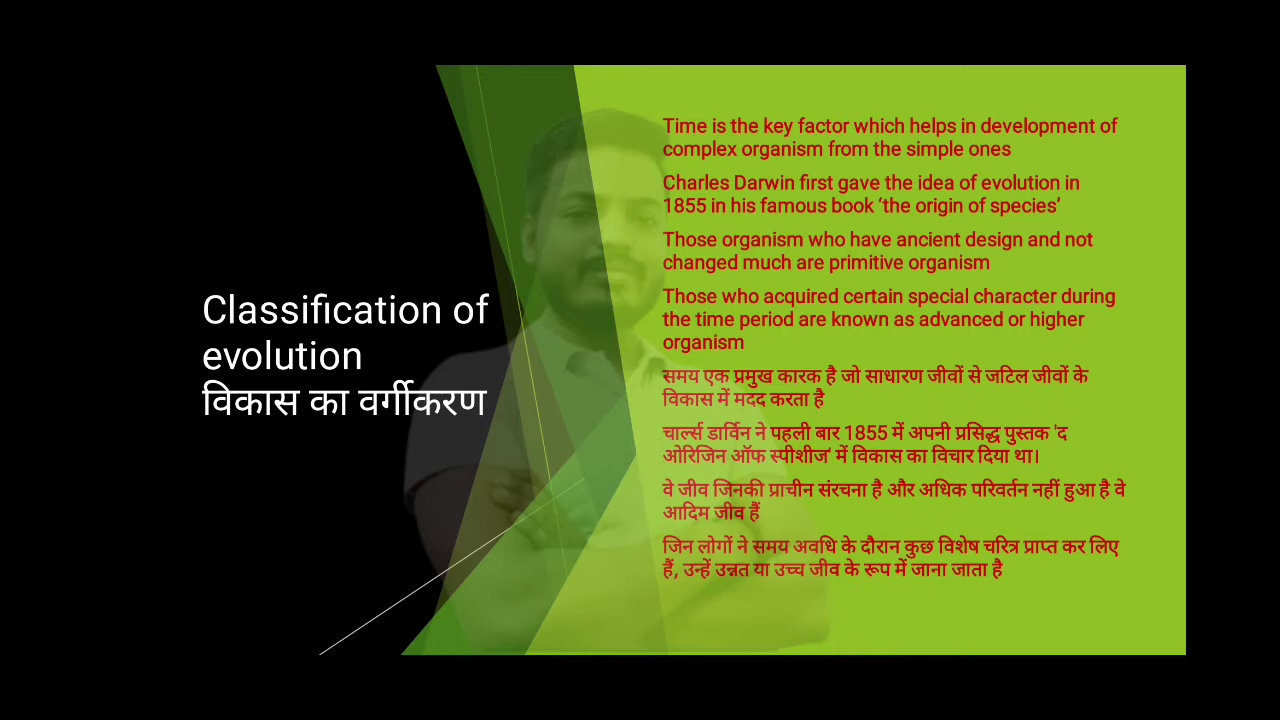 Classification of
evolution
विकास का वर्गीकरण
Time is the key factor which helps in development of
complex organism from the simple ones
Charles Darwin first gave the idea of evolution in
1855 in his famous book ‘the origin of species’
Those organism who have ancient design and not
changed much are primitive organism
Those who acquired certain special character during
the time period are known as advanced or higher
organism
समय एक प्रमुख कारक है जो साधारण जीवों से जटिल जीवों के
विकास में मदद करता है
चार्ल्स डार्विन ने पहली बार 1855 में अपनी प्रसिद्ध पुस्तक 'द
ओरिजिन ऑफ स्पीशीज' में विकास का विचार दिया था।
वे जीव जिनकी प्राचीन संरचना है और अधिक परिवर्तन नहीं हुआ है वे
आदिम जीव हैं
जिन लोगों ने समय अवधि के दौरान कुछ विशेष चरित्र प्राप्त कर लिए
हैं, उन्हें उन्नत या उच्च जीव के रूप में जाना जाता है